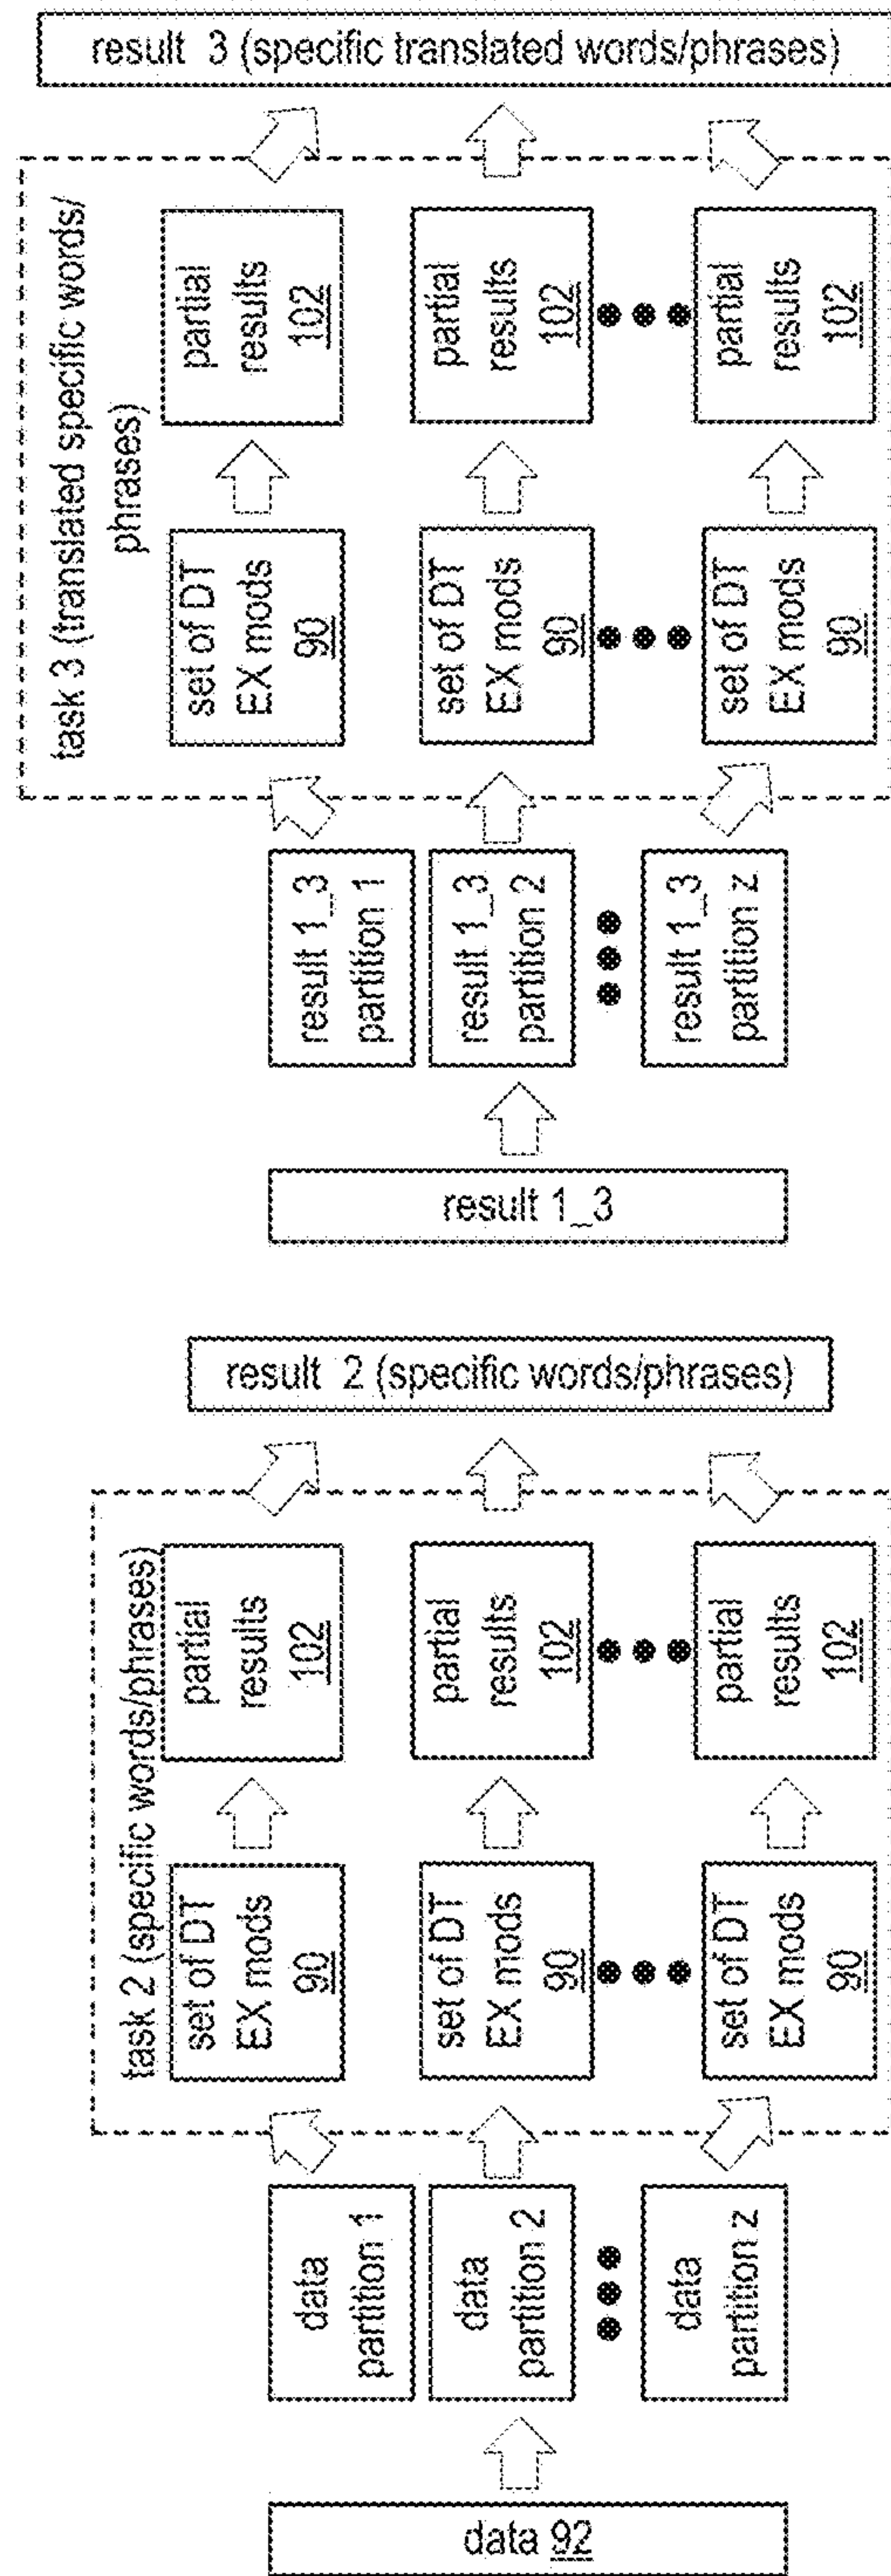 data 92
data
partition 1
data
partition 2
data
partition z
task 2 (specific words/phrases)
set of DT
EX mods
90
set of DT
EX mods
90
set of DT
EX mods
90
partial
results
102
partial
results
102
partial
results
102
result 2 (specific words/phrases)
result 1_3
result 1_3
partition 1
result 1_3
partition 2
result 1_3
partition z
task 3 (translated specific words/
phrases)
set of DT
EX mods
90
set of DT
EX mods
90
set of DT
EX mods
90
partial
results
102
partial
results
102
partial
results
102
result 3 (specific translated words/phrases)